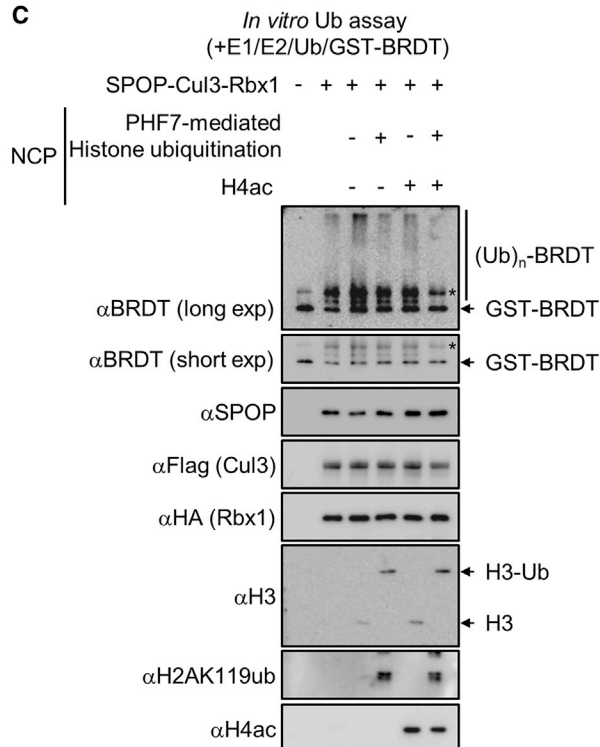 C
In vitro Ub assay
(+E1/E2/Ub/GST-BRDT)
SPOP-Cul3-Rbx1 - + + + + +
NCP
PHF7-mediated
Histone ubiquitination - + - +
H4ac - - + +
(Ub)n-BRDT
*
αBRDT (long exp) GST-BRDT
*
αBRDT (short exp) GST-BRDT
αSPOP
αFlag (Cul3)
αHA (Rbx1)
H3-Ub
αH3
H3
αH2AK119ub
αH4ac